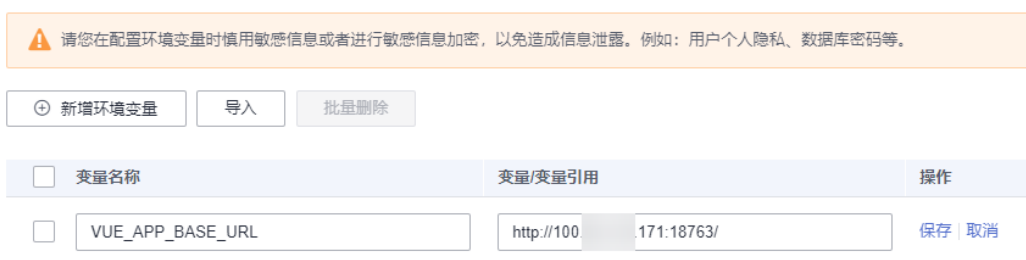 请您在配置环境变量时慎用敏感信息或者进行敏感信息加密，以免造成信息泄露。例如：用户个人隐私、数据库密码等。
新增环境变量 导入 批量删除
变量名称 变量/变量引用 操作
VUE_APP_BASE_URL http://100. .171:18763/ 保存 取消